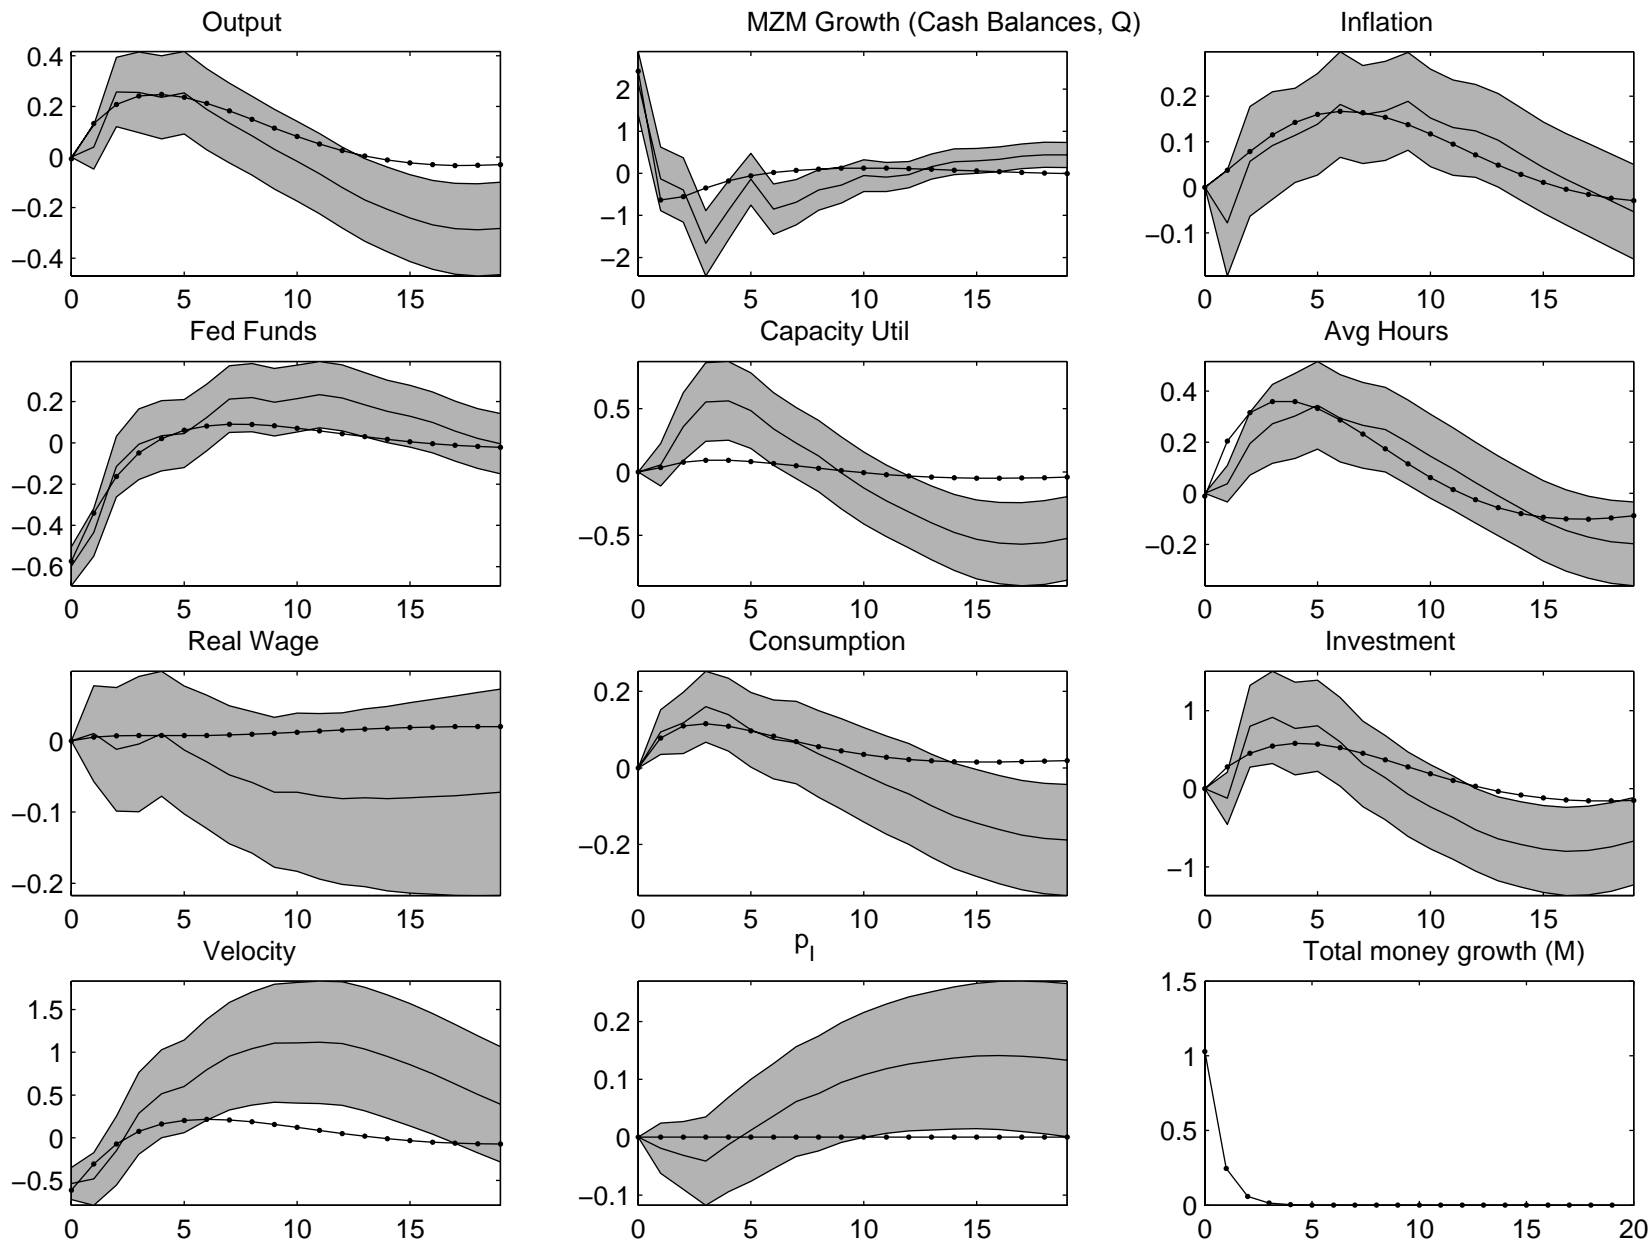 Output
0.4
0.2
0
−0.2
−0.4
0 5 10 15
MZM Growth (Cash Balances, Q)
2
1
0
−1
−2
0 5 10 15
Inflation
0.2
0.1
0
−0.1
0 5 10 15
Fed Funds
0.2
0
−0.2
−0.4
−0.6
0 5 10 15
Capacity Util
0.5
0
−0.5
0 5 10 15
Avg Hours
0.4
0.2
0
−0.2
0 5 10 15
Real Wage
0
−0.1
−0.2
0 5 10 15
Consumption
0.2
0
−0.2
0 5 10 15
Investment
1
0
−1
0 5 10 15
Velocity
1.5
1
0.5
0
−0.5
0 5 10 15
p_I
0.2
0.1
0
−0.1
0 5 10 15
Total money growth (M)
1.5
1
0.5
0
0 5 10 15 20